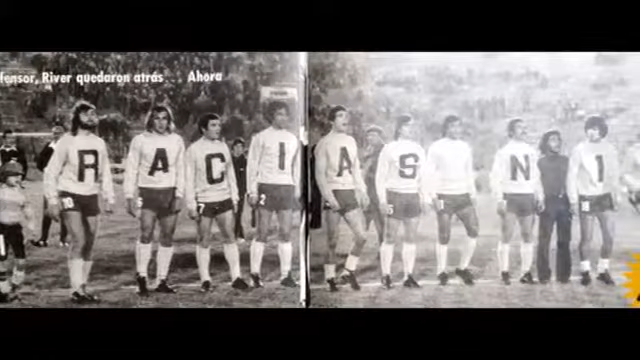 fensor, River quedaron atrás . . . Ahora
R A C I A S N I